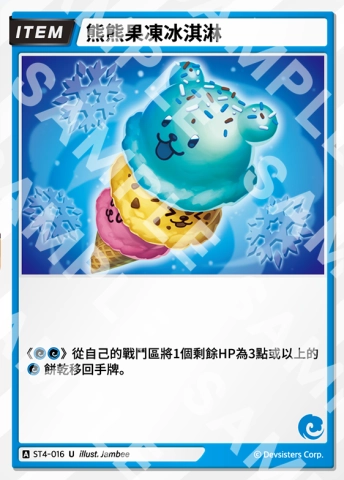 ITEM
熊熊果凍冰淇淋
《》從自己的戰鬥區將1個剩餘HP為3點或以上的
餅乾移回手牌。
A ST4-016 U illust. Jambee
© Devsisters Corp.
SAMPLE